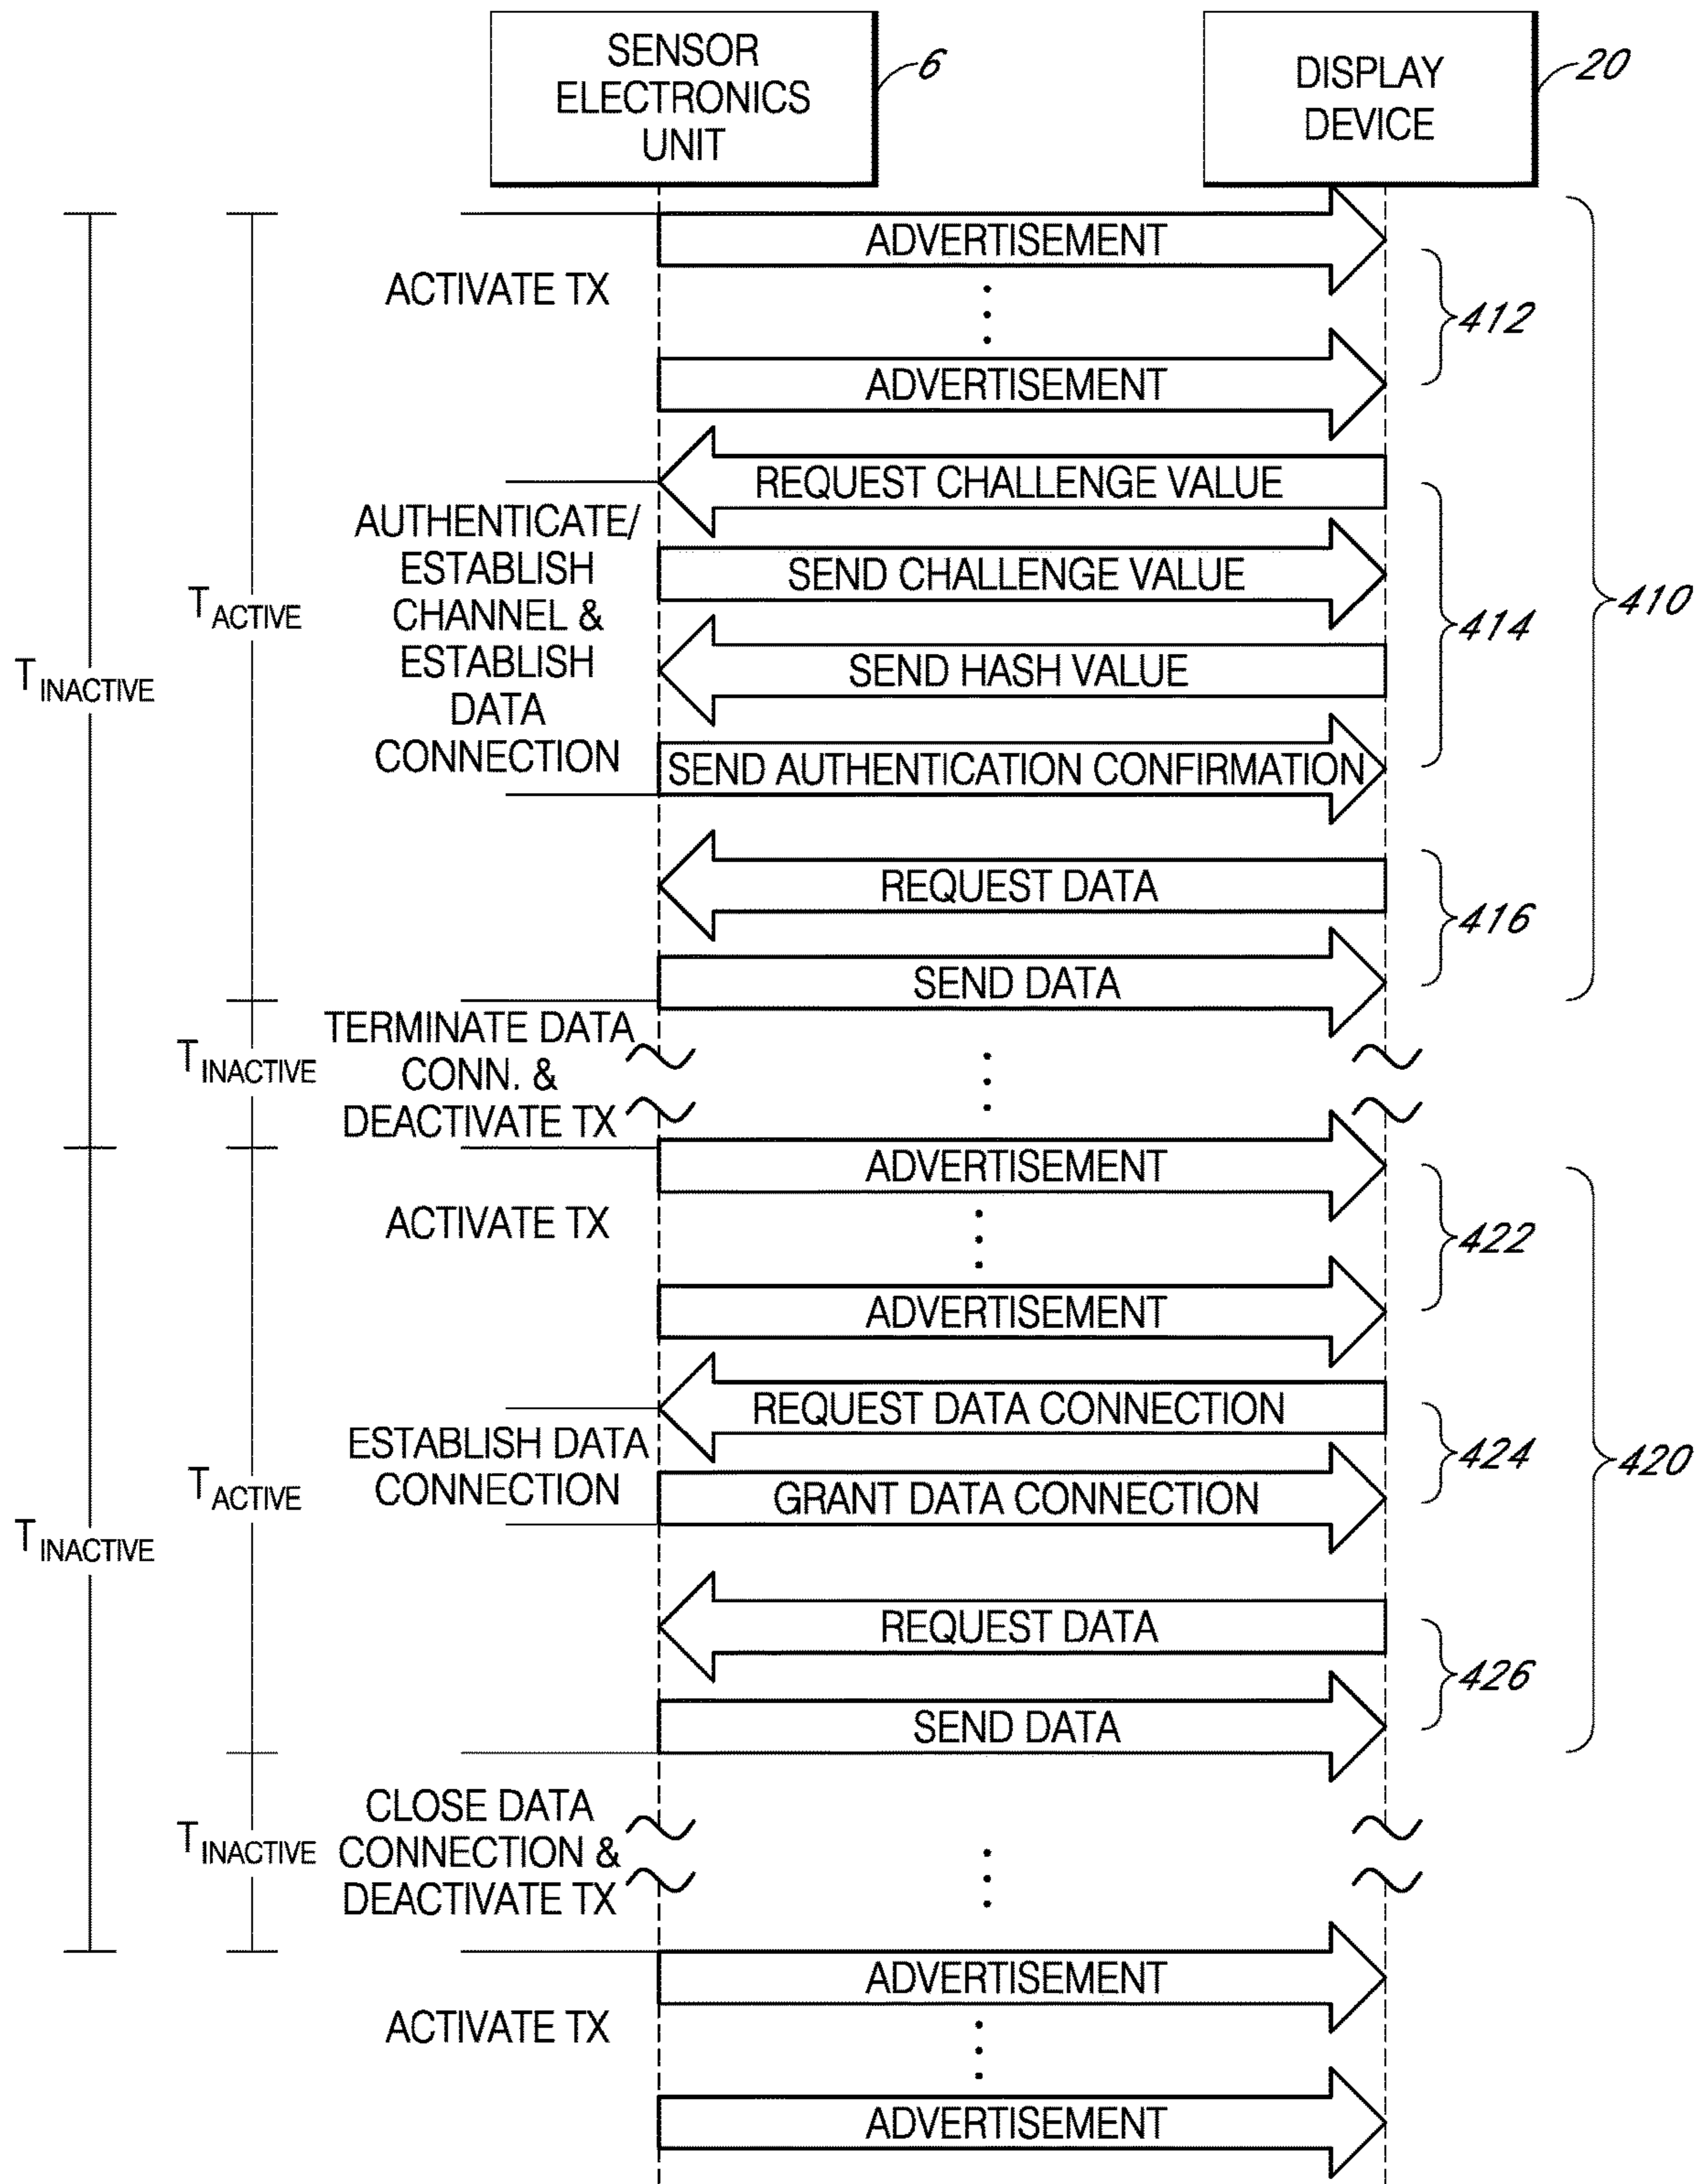 SENSOR
ELECTRONICS
UNIT
6
DISPLAY
DEVICE
20
ADVERTISEMENT
ACTIVATE TX
412
ADVERTISEMENT
REQUEST CHALLENGE VALUE
AUTHENTICATE/
ESTABLISH
CHANNEL &
ESTABLISH
DATA
CONNECTION
SEND CHALLENGE VALUE
T ACTIVE
414
410
SEND HASH VALUE
T INACTIVE
SEND AUTHENTICATION CONFIRMATION
REQUEST DATA
416
SEND DATA
T INACTIVE
TERMINATE DATA
CONN. &
DEACTIVATE TX
ADVERTISEMENT
ACTIVATE TX
422
ADVERTISEMENT
REQUEST DATA CONNECTION
ESTABLISH DATA
CONNECTION
424
420
T ACTIVE
GRANT DATA CONNECTION
T INACTIVE
REQUEST DATA
426
SEND DATA
T INACTIVE
CLOSE DATA
CONNECTION &
DEACTIVATE TX
ADVERTISEMENT
ACTIVATE TX
ADVERTISEMENT